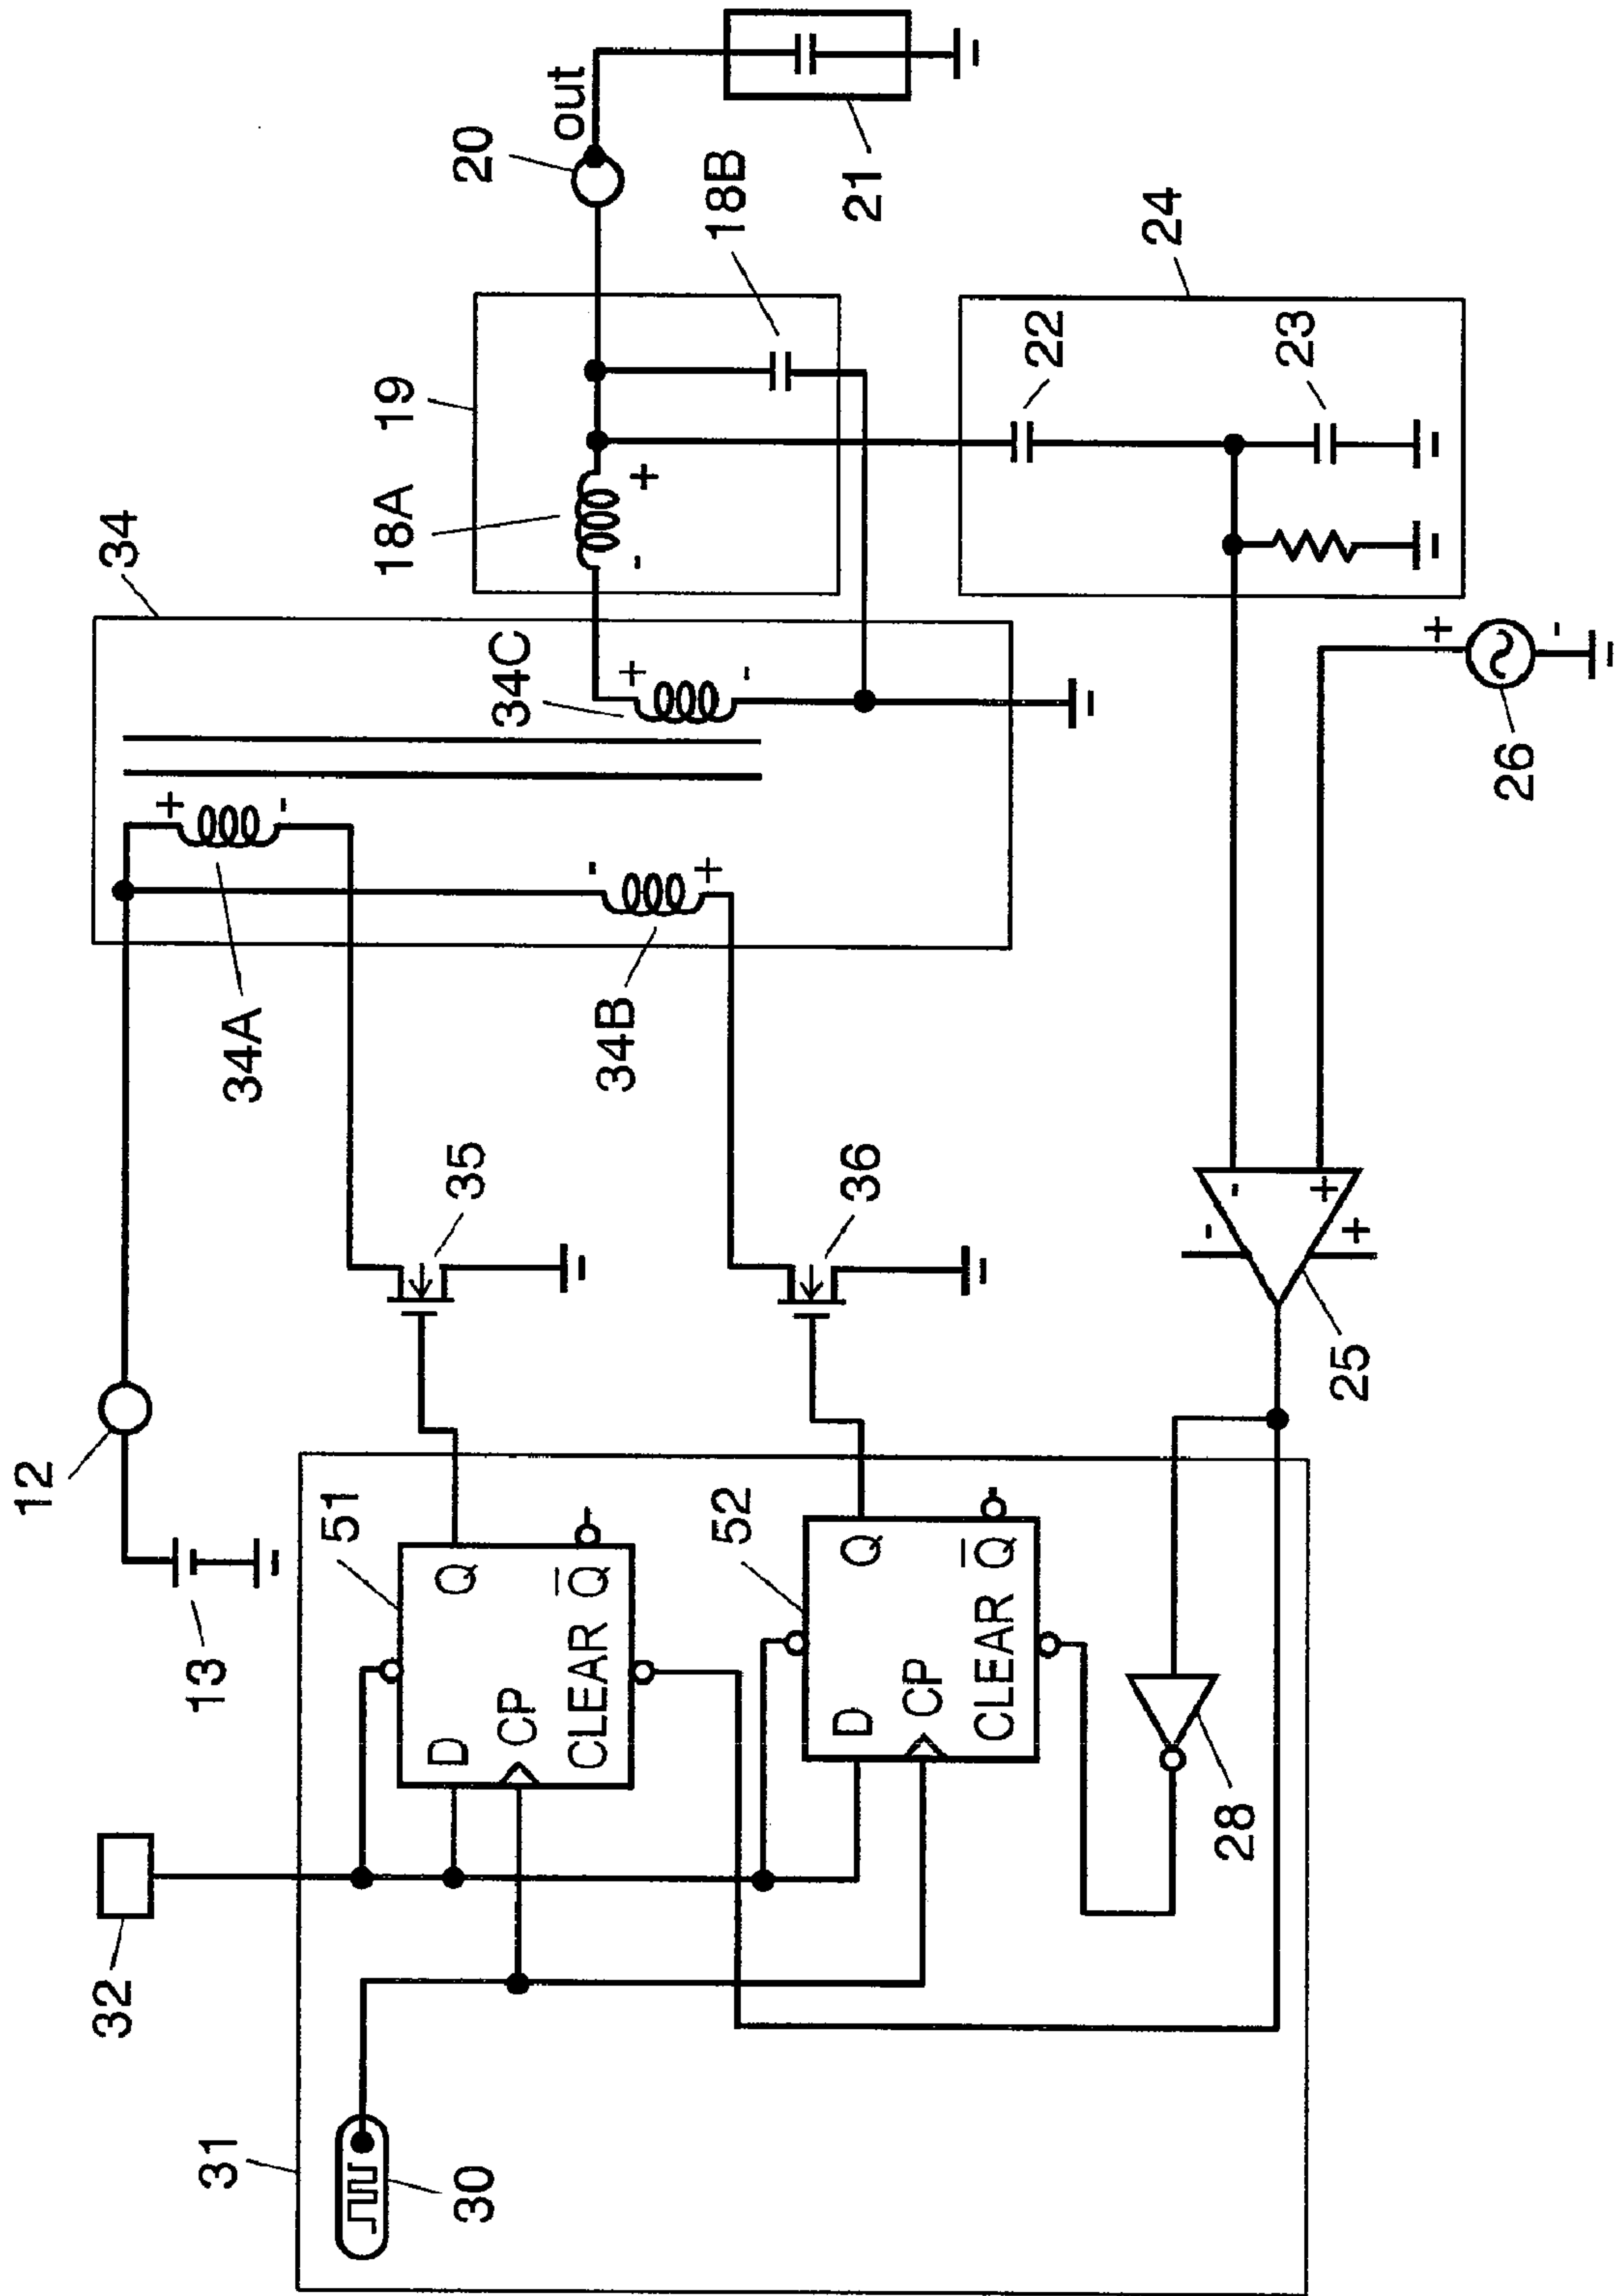 34
19
20
out
18A
18B
21
34C
+
-
-
+
+
-
-
+
34A
34B
24
22
23
12
13
35
36
26
+
-
-
+
-
+
25
32
51
D
Q
CP
CLEAR
Q̅
52
D
Q
CP
CLEAR
Q̅
28
31
30